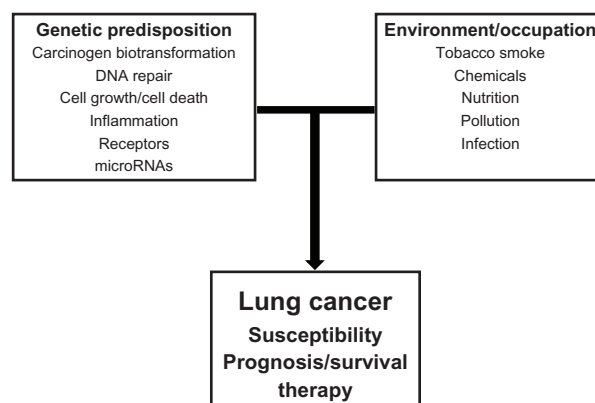 Genetic predisposition
Carcinogen biotransformation
DNA repair
Cell growth/cell death
Inflammation
Receptors
microRNAs
Environment/occupation
Tobacco smoke
Chemicals
Nutrition
Pollution
Infection
Lung cancer
Susceptibility
Prognosis/survival
therapy